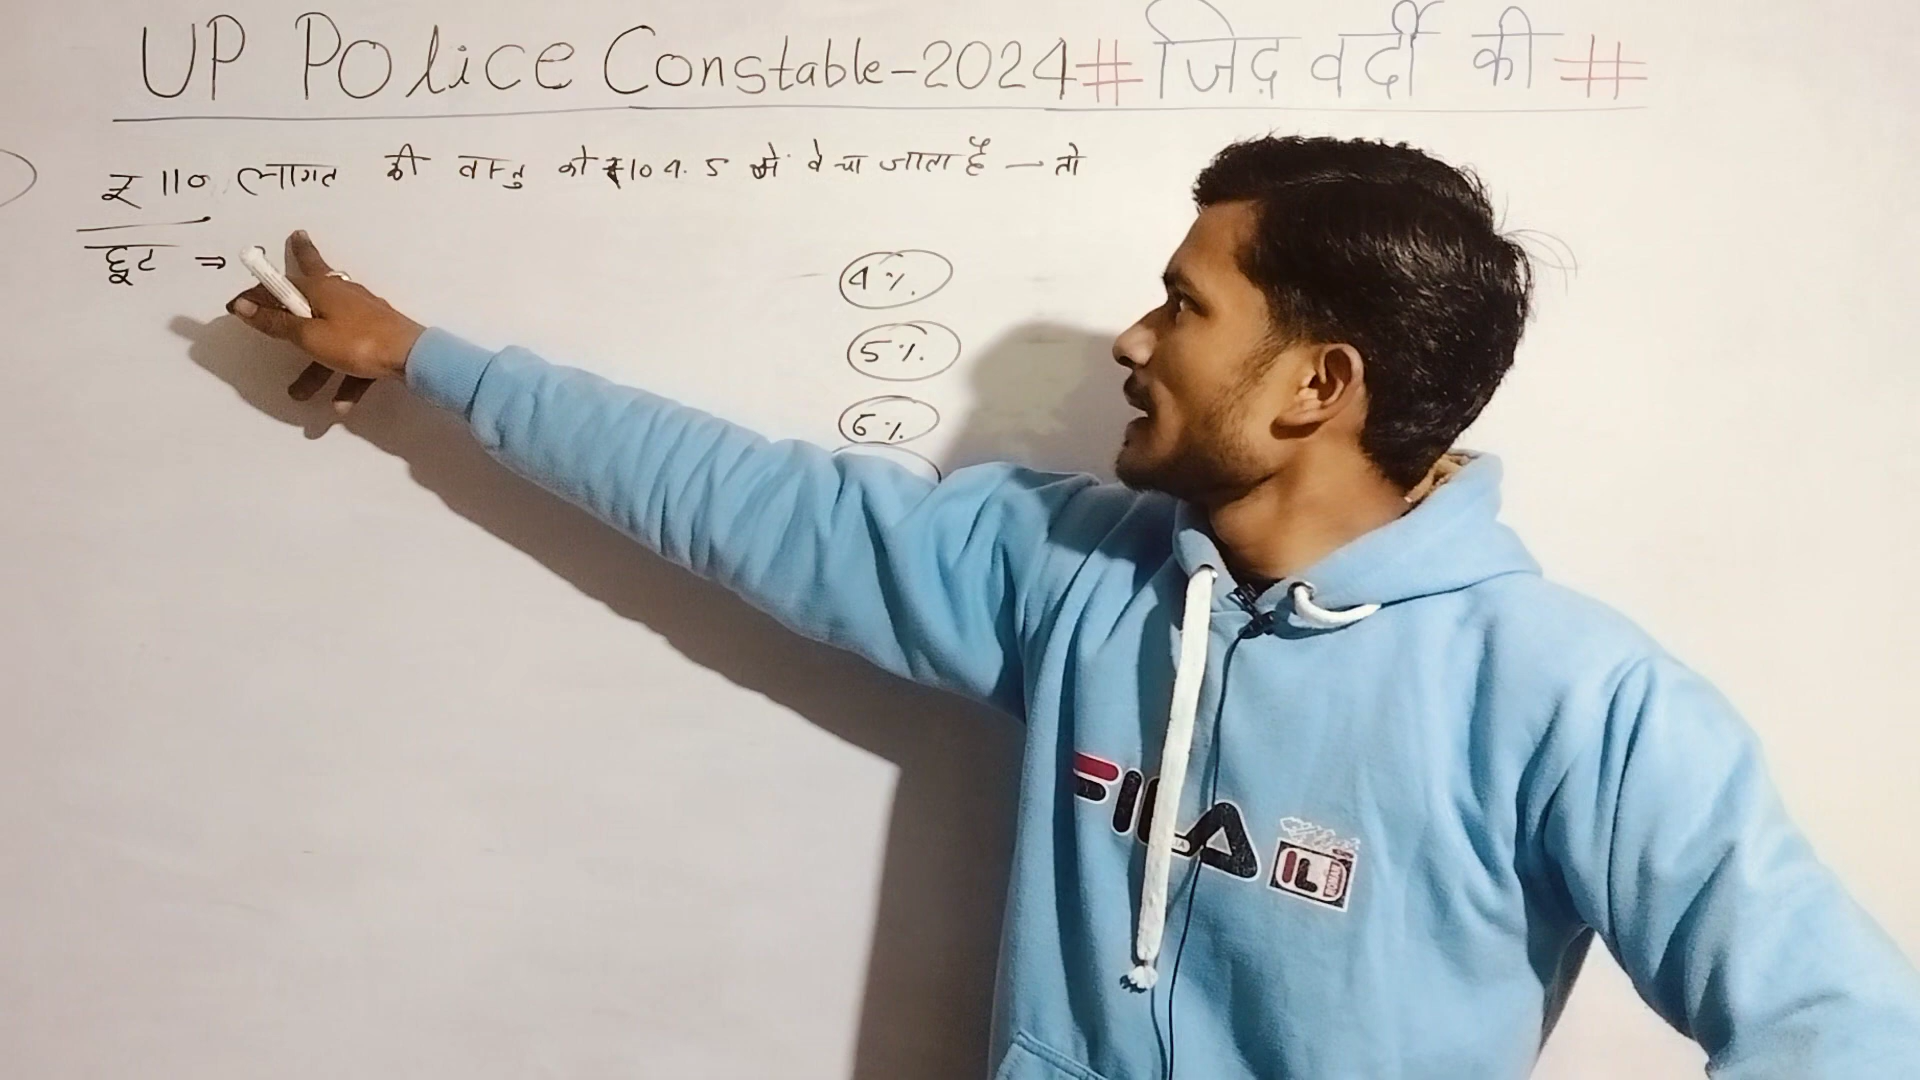 UP Police Constable-2024 # जिद वर्दी की #
₹ 110 लागत की वस्तु को ₹104.5 में बेचा जाता है — तो
छूट ⇒
4%.
5%.
6%.
FILA